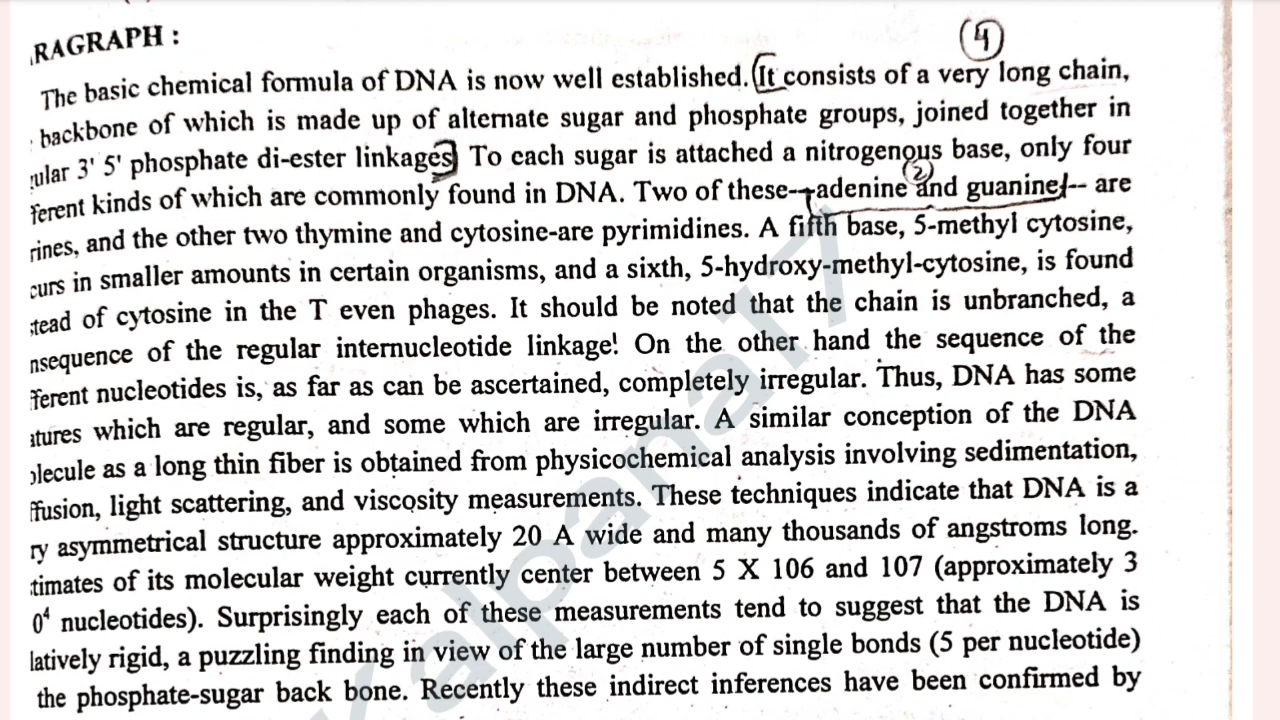 RAGRAPH :
(4)
The basic chemical formula of DNA is now well established. It consists of a very long chain,
backbone of which is made up of alternate sugar and phosphate groups, joined together in
gular 3' 5' phosphate di-ester linkages] To each sugar is attached a nitrogenous base, only four
(2)
ferent kinds of which are commonly found in DNA. Two of these--adenine and guanine-- are
rines, and the other two thymine and cytosine-are pyrimidines. A fifth base, 5-methyl cytosine,
curs in smaller amounts in certain organisms, and a sixth, 5-hydroxy-methyl-cytosine, is found
stead of cytosine in the T even phages. It should be noted that the chain is unbranched, a
nsequence of the regular internucleotide linkage! On the other hand the sequence of the
fferent nucleotides is, as far as can be ascertained, completely irregular. Thus, DNA has some
atures which are regular, and some which are irregular. A similar conception of the DNA
olecule as a long thin fiber is obtained from physicochemical analysis involving sedimentation,
ffusion, light scattering, and viscosity measurements. These techniques indicate that DNA is a
ry asymmetrical structure approximately 20 A wide and many thousands of angstroms long.
timates of its molecular weight currently center between 5 X 106 and 107 (approximately 3
0⁴ nucleotides). Surprisingly each of these measurements tend to suggest that the DNA is
latively rigid, a puzzling finding in view of the large number of single bonds (5 per nucleotide)
the phosphate-sugar back bone. Recently these indirect inferences have been confirmed by
Kalpana17